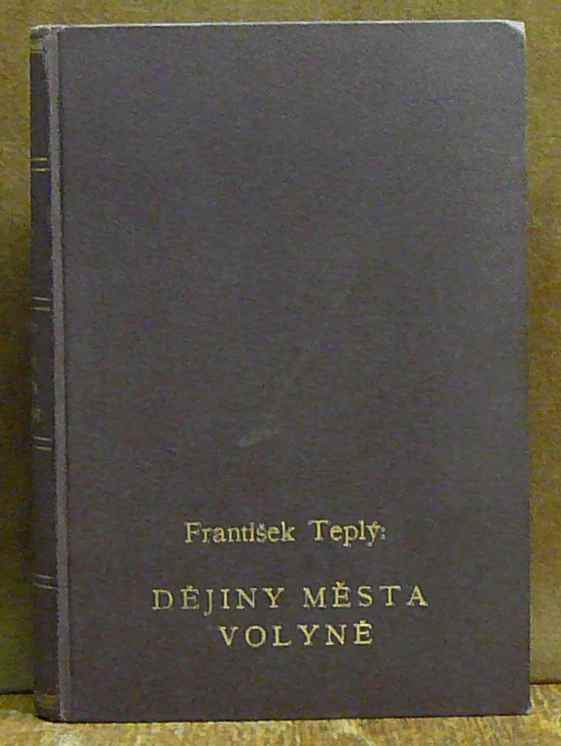 František Teplý:
DĚJINY MĚSTA
VOLYNĚ